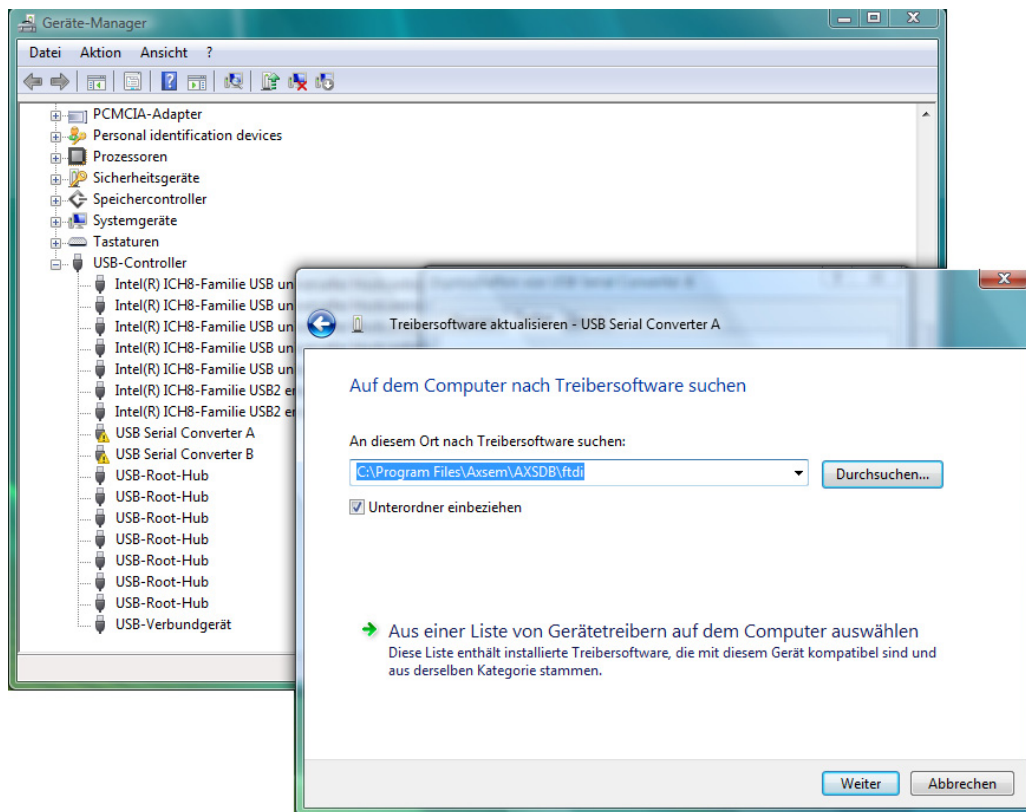 Geräte-Manager
Datei Aktion Ansicht ?
PCMCIA-Adapter
Personal identification devices
Prozessoren
Sicherheitsgeräte
Speichercontroller
Systemgeräte
Tastaturen
USB-Controller
Intel(R) ICH8-Familie USB un
Intel(R) ICH8-Familie USB un
Intel(R) ICH8-Familie USB un
Intel(R) ICH8-Familie USB un
Intel(R) ICH8-Familie USB un
Intel(R) ICH8-Familie USB2 er
Intel(R) ICH8-Familie USB2 er
USB Serial Converter A
USB Serial Converter B
USB-Root-Hub
USB-Root-Hub
USB-Root-Hub
USB-Root-Hub
USB-Root-Hub
USB-Root-Hub
USB-Root-Hub
USB-Verbundgerät
Treibersoftware aktualisieren - USB Serial Converter A
Auf dem Computer nach Treibersoftware suchen
An diesem Ort nach Treibersoftware suchen:
C:\Program Files\Axsem\AXSDB\ftdi
Durchsuchen...
Unterordner einbeziehen
Aus einer Liste von Gerätetreibern auf dem Computer auswählen
Diese Liste enthält installierte Treibersoftware, die mit diesem Gerät kompatibel sind und
aus derselben Kategorie stammen.
Weiter Abbrechen